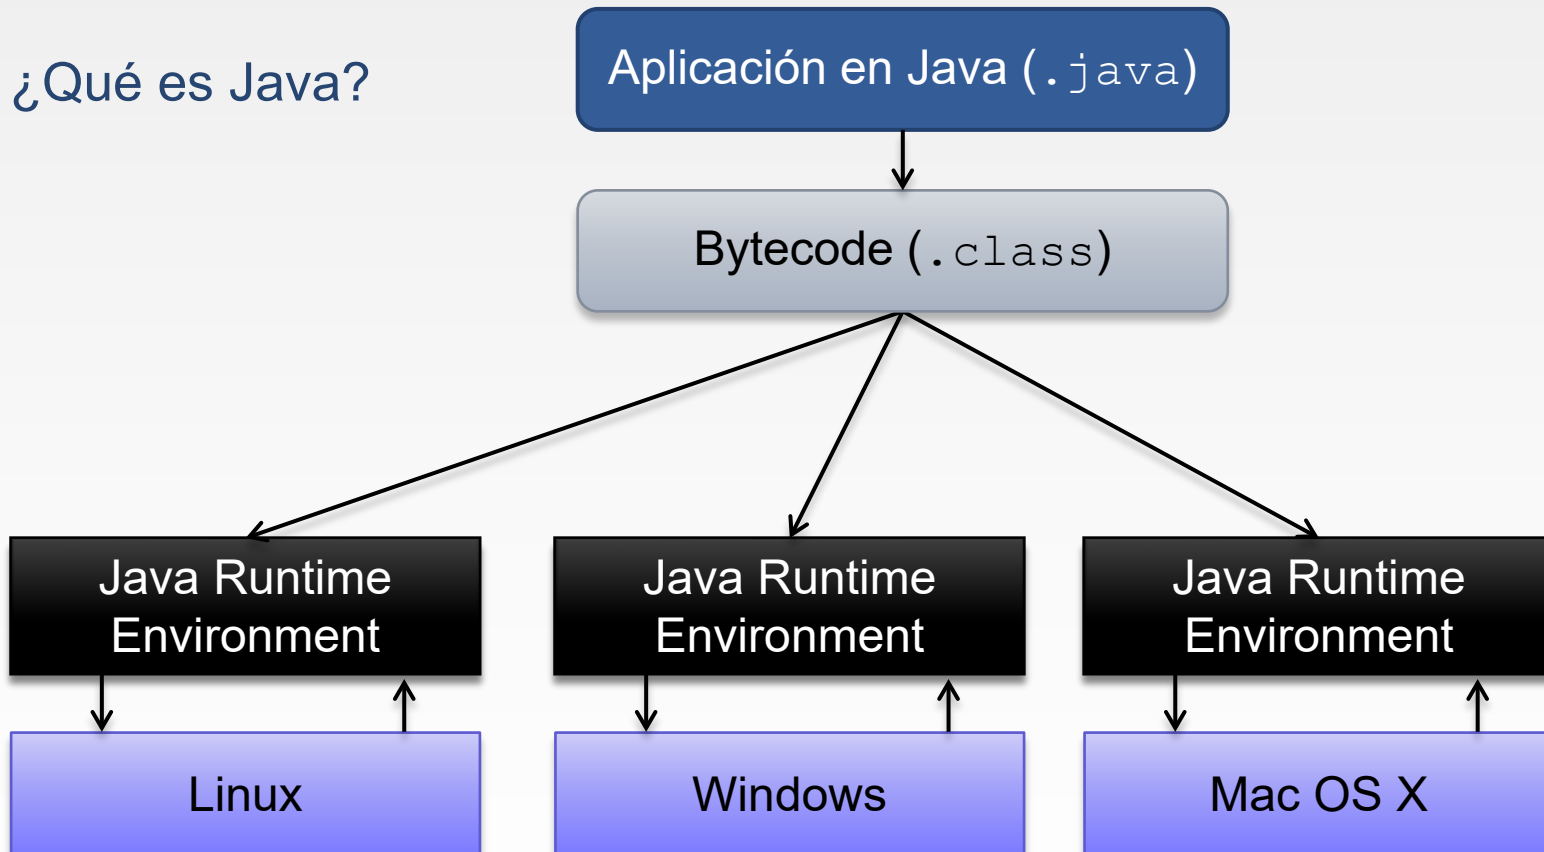 ¿Qué es Java?
Aplicación en Java (.java)
Bytecode (.class)
Java Runtime
Environment
Java Runtime
Environment
Java Runtime
Environment
Linux
Windows
Mac OS X